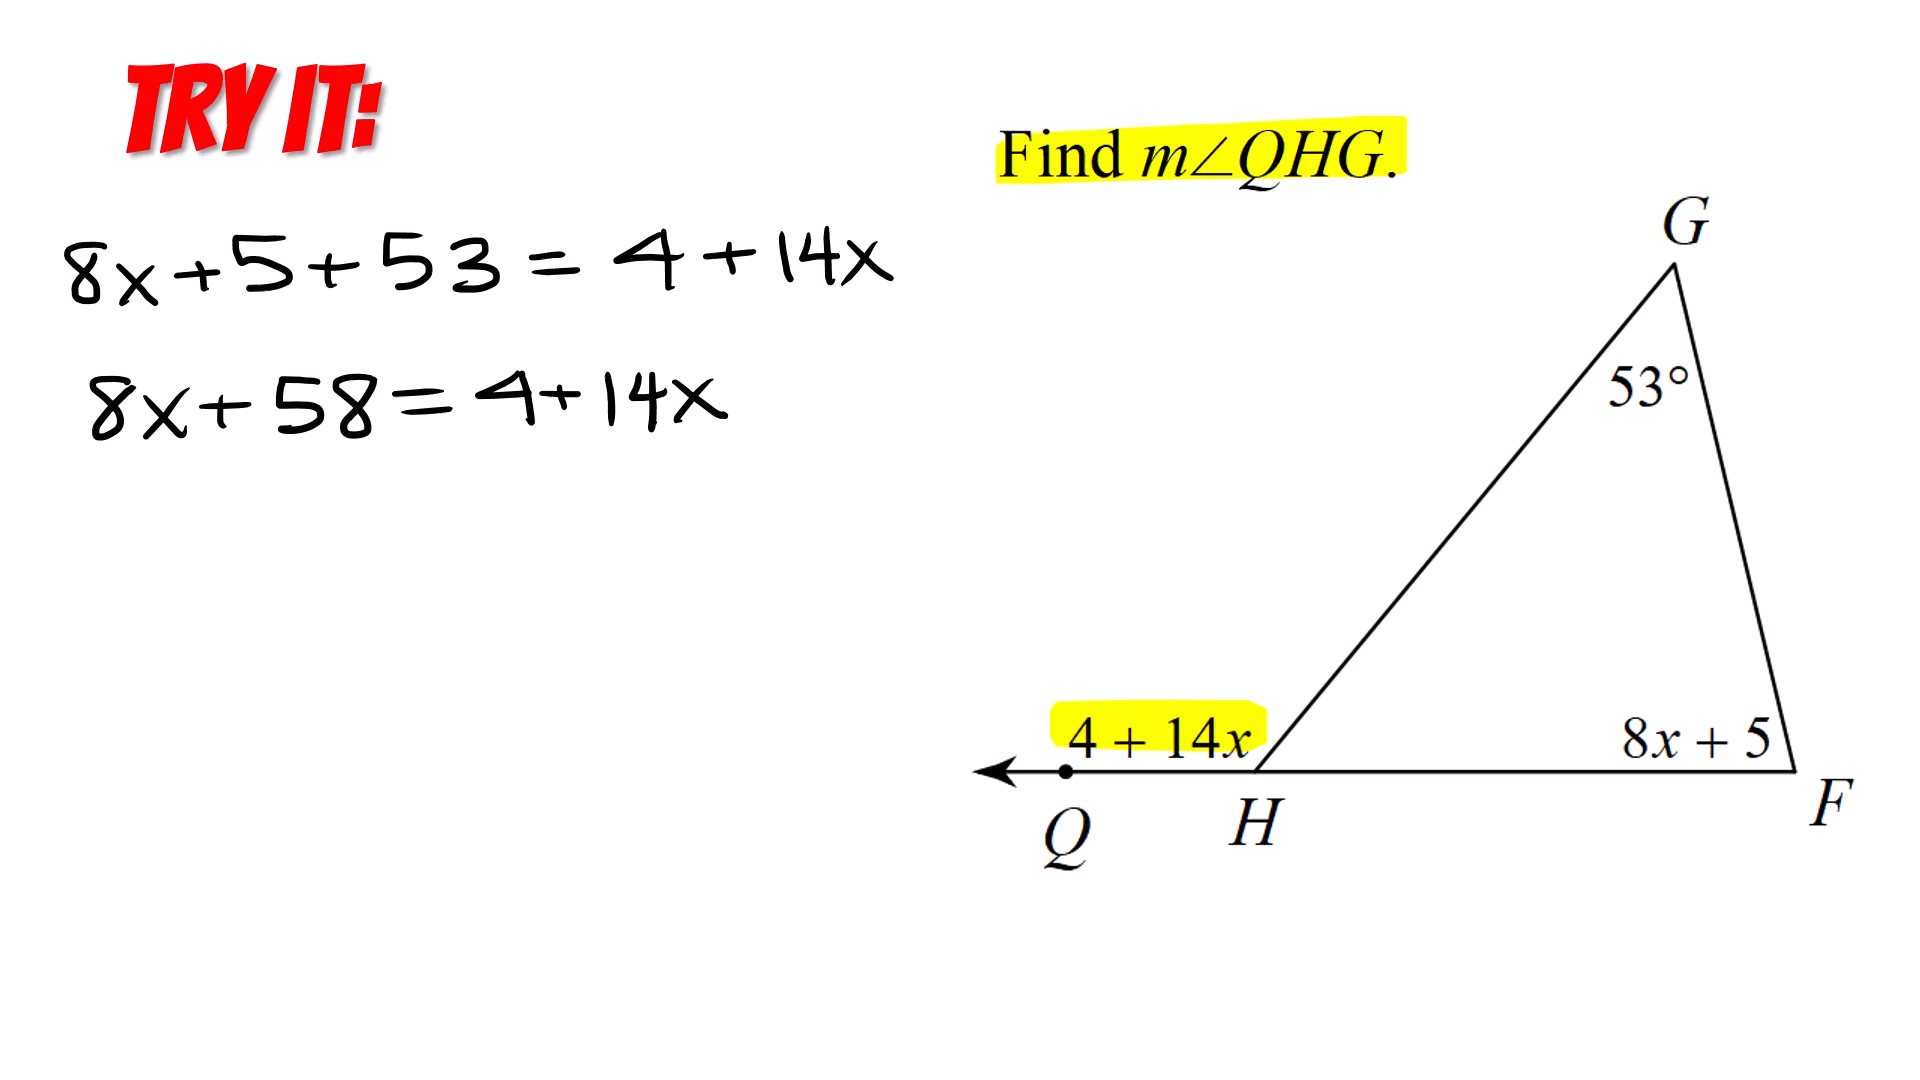 TRY IT:
8x+5+53=4+14x
8x+58=4+14x
Find m∠QHG.
G
53°
4 + 14x
8x + 5
Q
H
F